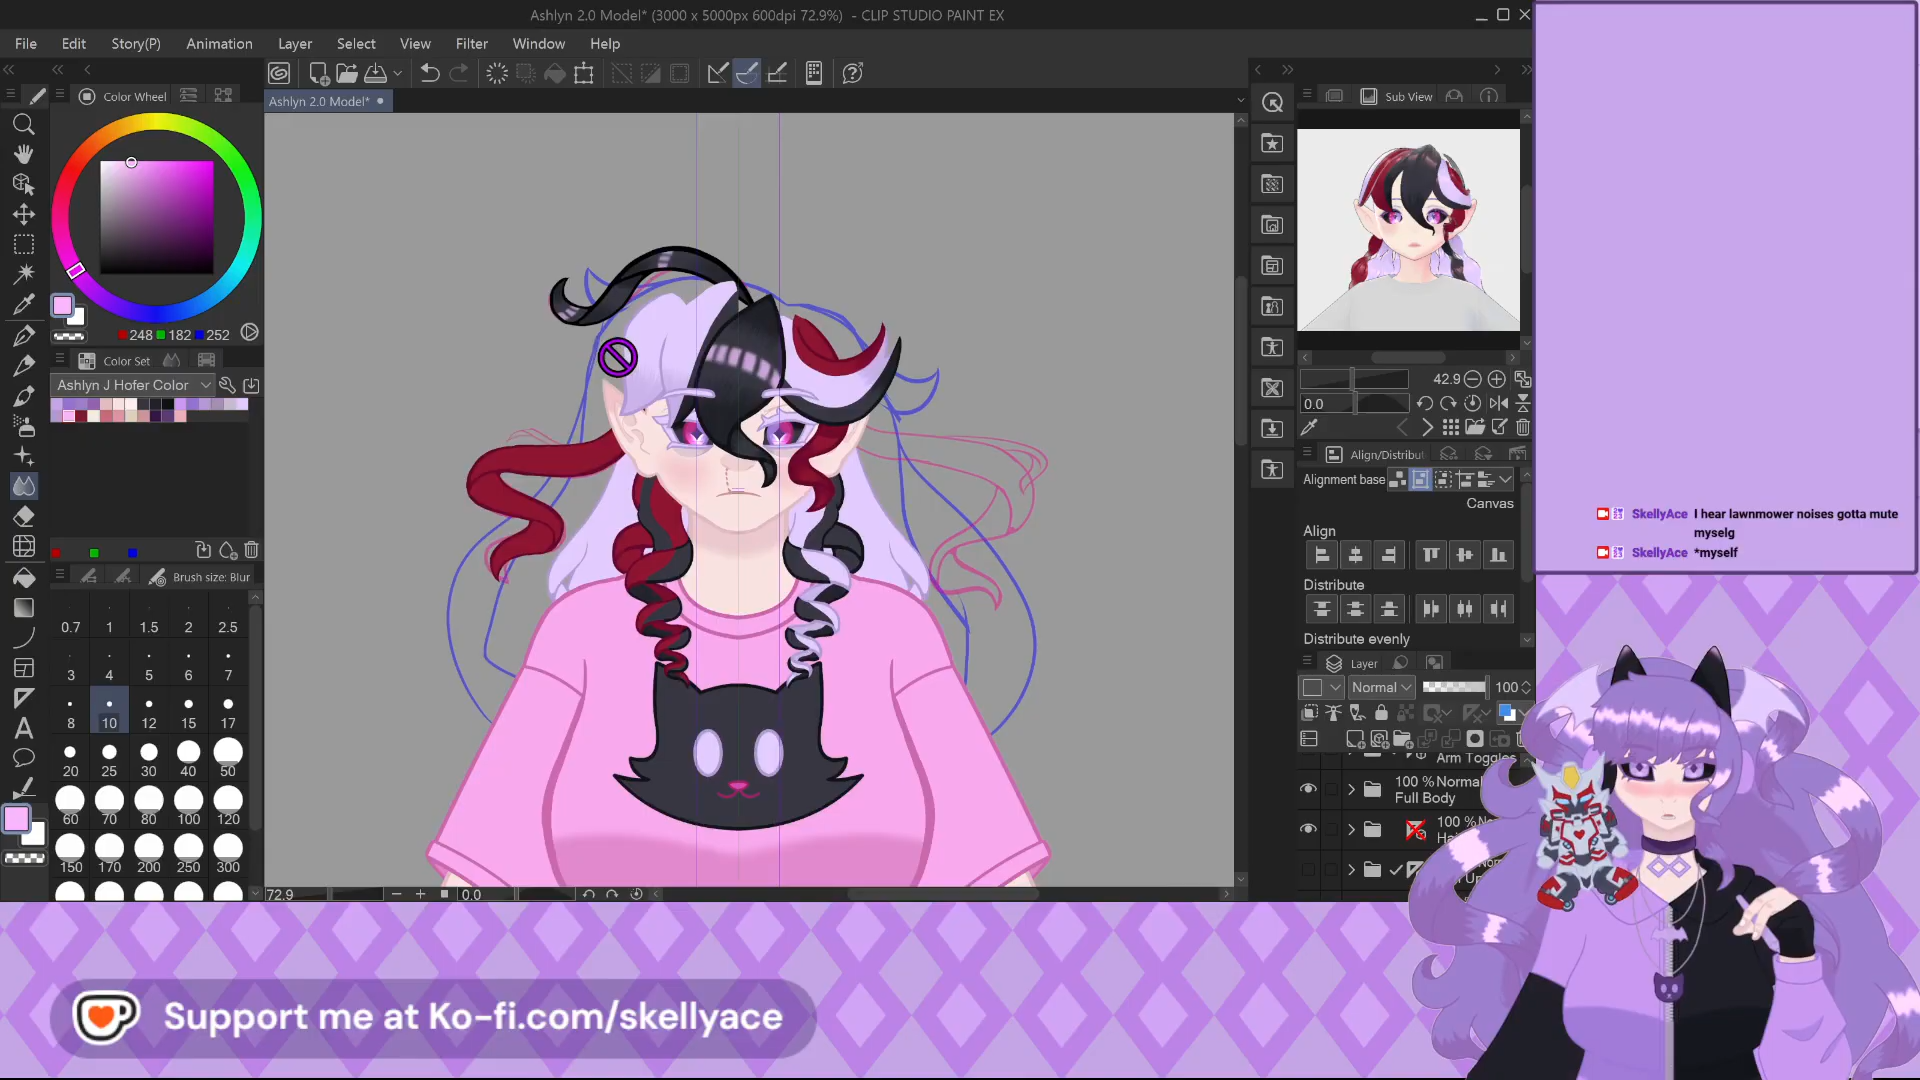 Ashlyn 2.0 Model* (3000 x 5000px 600dpi 72.9%) - CLIP STUDIO PAINT EX
File Edit Story(P) Animation Layer Select View Filter Window Help
Color Wheel
Ashlyn 2.0 Model*
Sub View
248 182 252
Color Set
Ashlyn J Hofer Color
42.9
0.0
Align/Distribut
Alignment base
Canvas
Align
Distribute
Distribute evenly
Brush size: Blur
0.7 1 1.5 2 2.5
3 4 5 6 7
8 10 12 15 17
20 25 30 40 50
60 70 80 100 120
150 170 200 250 300
Layer
Normal 100
Arm Toggles
100 % Normal
Full Body
100 %
72.9 0.0
SkellyAce I hear lawnmower noises gotta mute
myselg
SkellyAce *myself
Support me at Ko-fi.com/skellyace